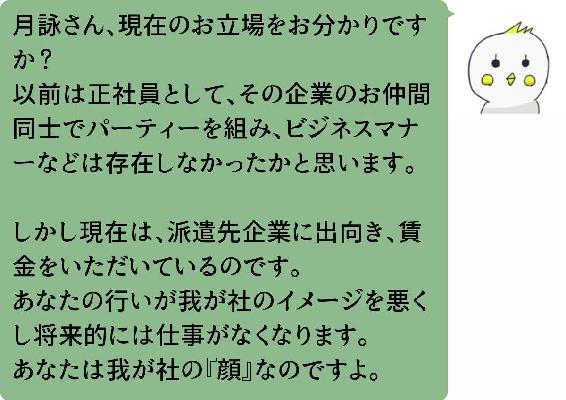 月詠さん、現在のお立場をお分かりです
か？
以前は正社員として、その企業のお仲間
同士でパーティーを組み、ビジネスマナ
ーなどは存在しなかったかと思います。
しかし現在は、派遣先企業に出向き、賃
金をいただいているのです。
あなたの行いが我が社のイメージを悪く
し将来的には仕事がなくなります。
あなたは我が社の『顔』なのですよ。